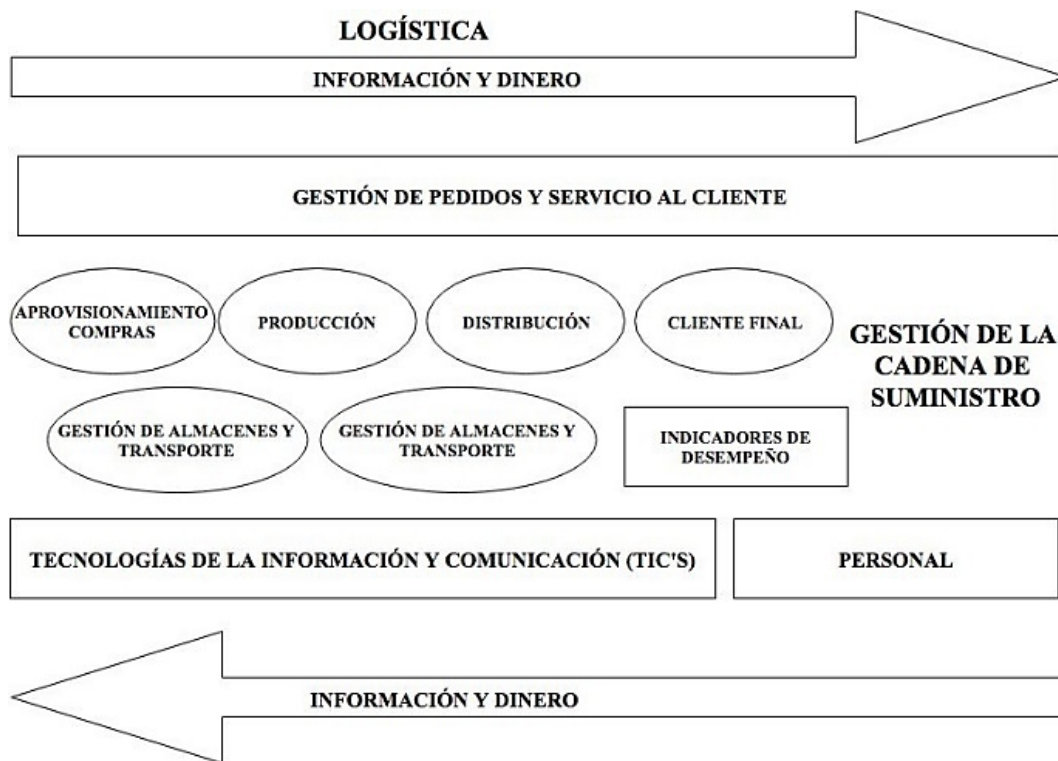 LOGÍSTICA
INFORMACIÓN Y DINERO
GESTIÓN DE PEDIDOS Y SERVICIO AL CLIENTE
APROVISIONAMIENTO
COMPRAS
PRODUCCIÓN
DISTRIBUCIÓN
CLIENTE FINAL
GESTIÓN DE LA
CADENA DE
SUMINISTRO
GESTIÓN DE ALMACENES Y
TRANSPORTE
GESTIÓN DE ALMACENES Y
TRANSPORTE
INDICADORES DE
DESEMPEÑO
TECNOLOGÍAS DE LA INFORMACIÓN Y COMUNICACIÓN (TIC'S)
PERSONAL
INFORMACIÓN Y DINERO